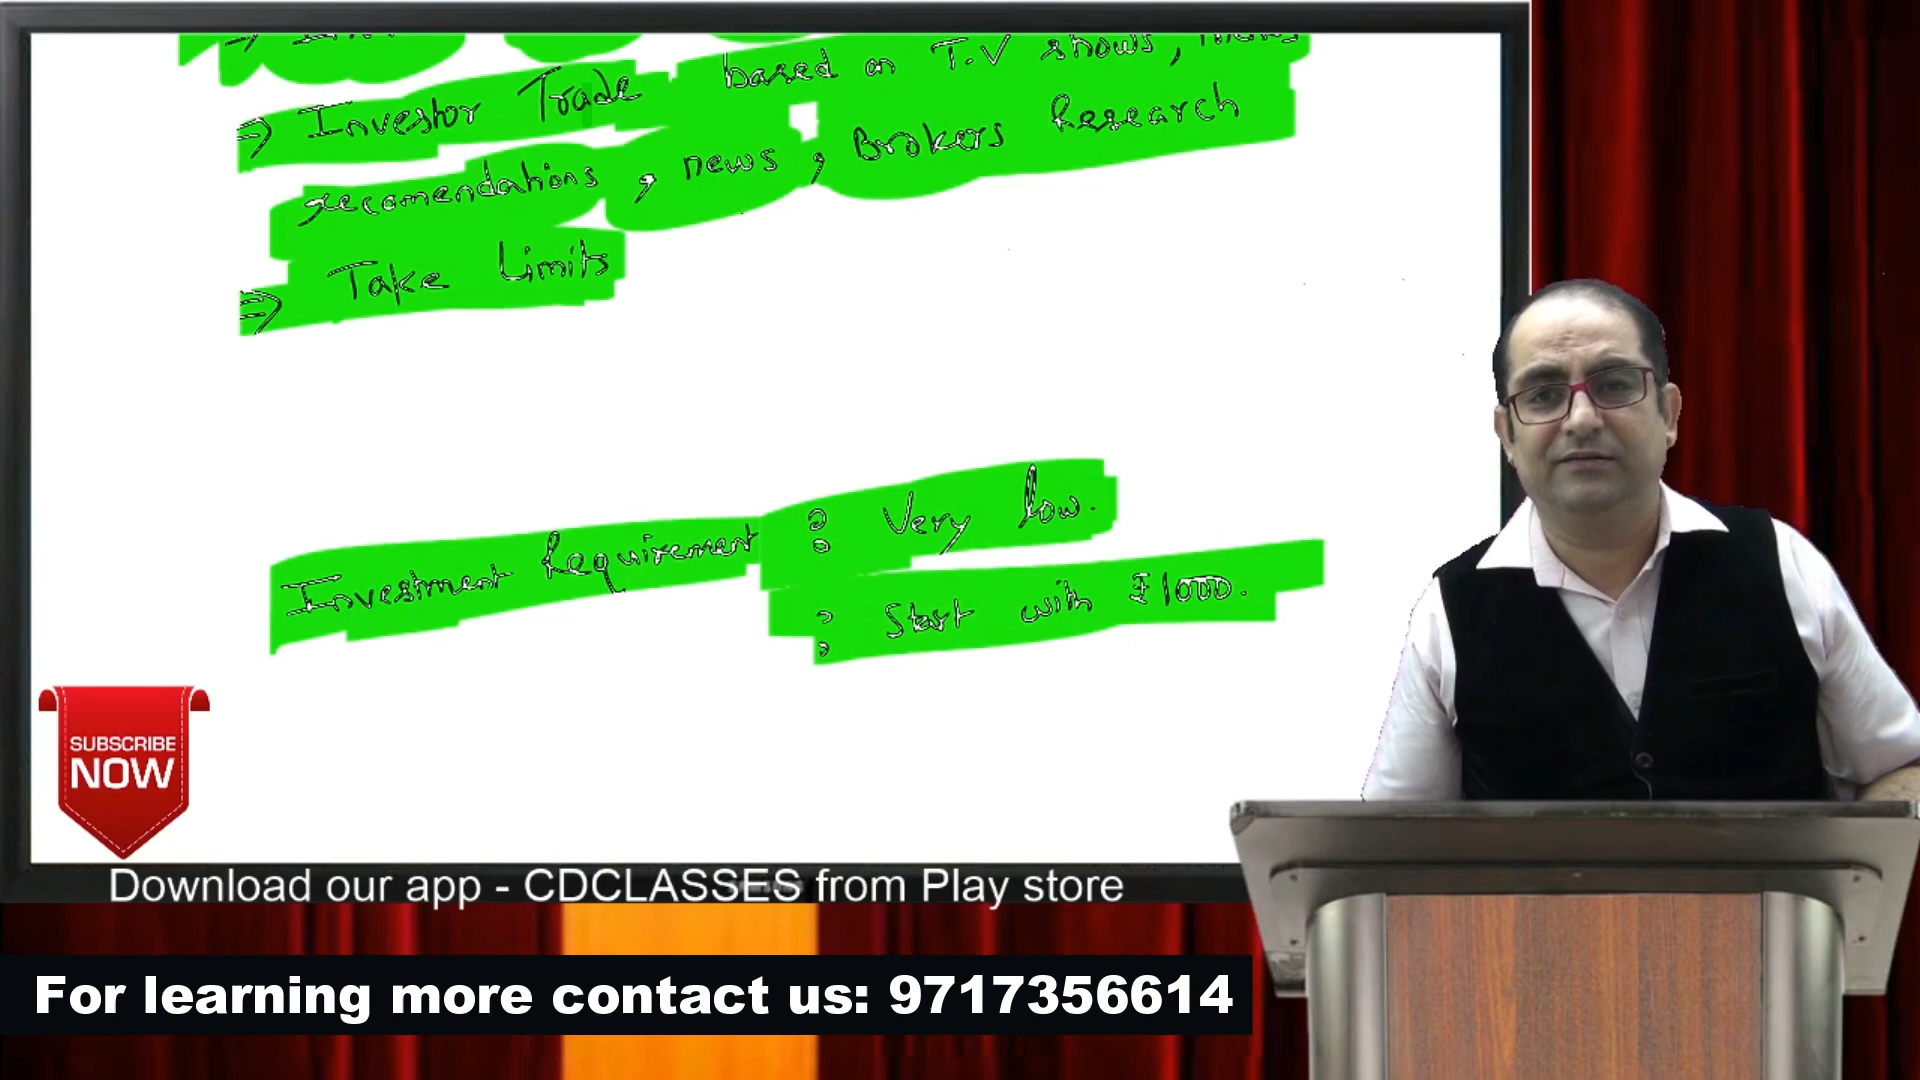 ⇒ Investor Trade based on T.V shows,
recomendations, news, Brokers Research
⇒ Take Limits
Investment Requirement : Very low.
: Start with ₹1000.
SUBSCRIBE
NOW
Download our app - CDCLASSES from Play store
For learning more contact us: 9717356614